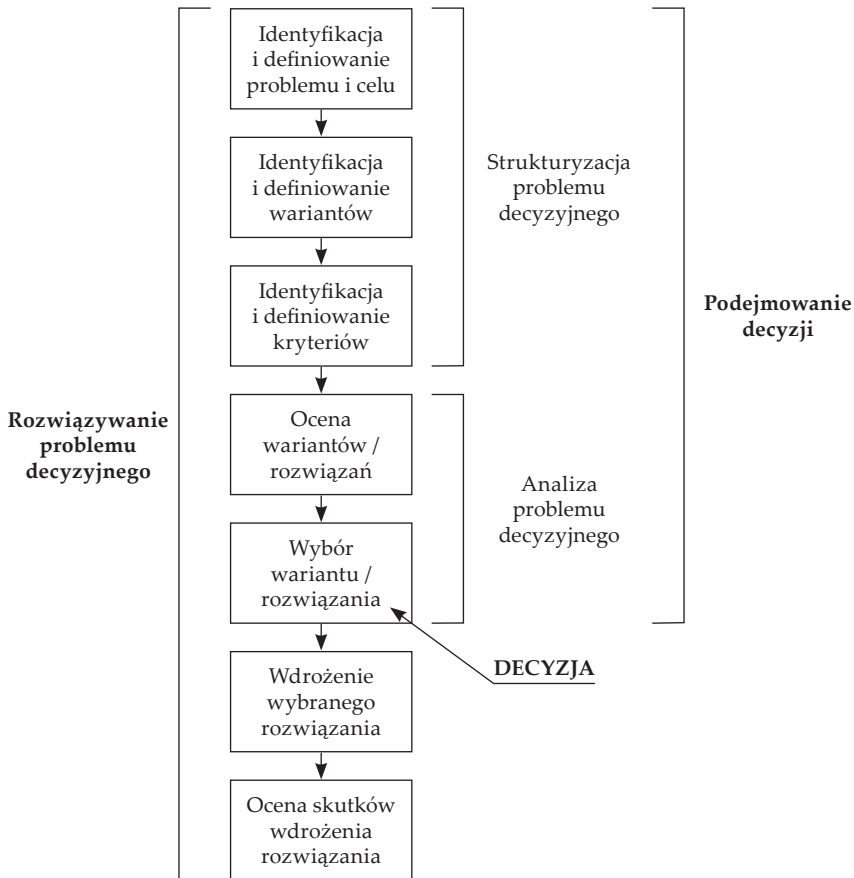 Identyfikacja
i definiowanie
problemu i celu
Identyfikacja
i definiowanie
wariantów
Strukturyzacja
problemu
decyzyjnego
Identyfikacja
i definiowanie
kryteriów
Podejmowanie
decyzji
Rozwiązywanie
problemu
decyzyjnego
Ocena
wariantów /
rozwiązań
Analiza
problemu
decyzyjnego
Wybór
wariantu /
rozwiązania
DECYZJA
Wdrożenie
wybranego
rozwiązania
Ocena skutków
wdrożenia
rozwiązania